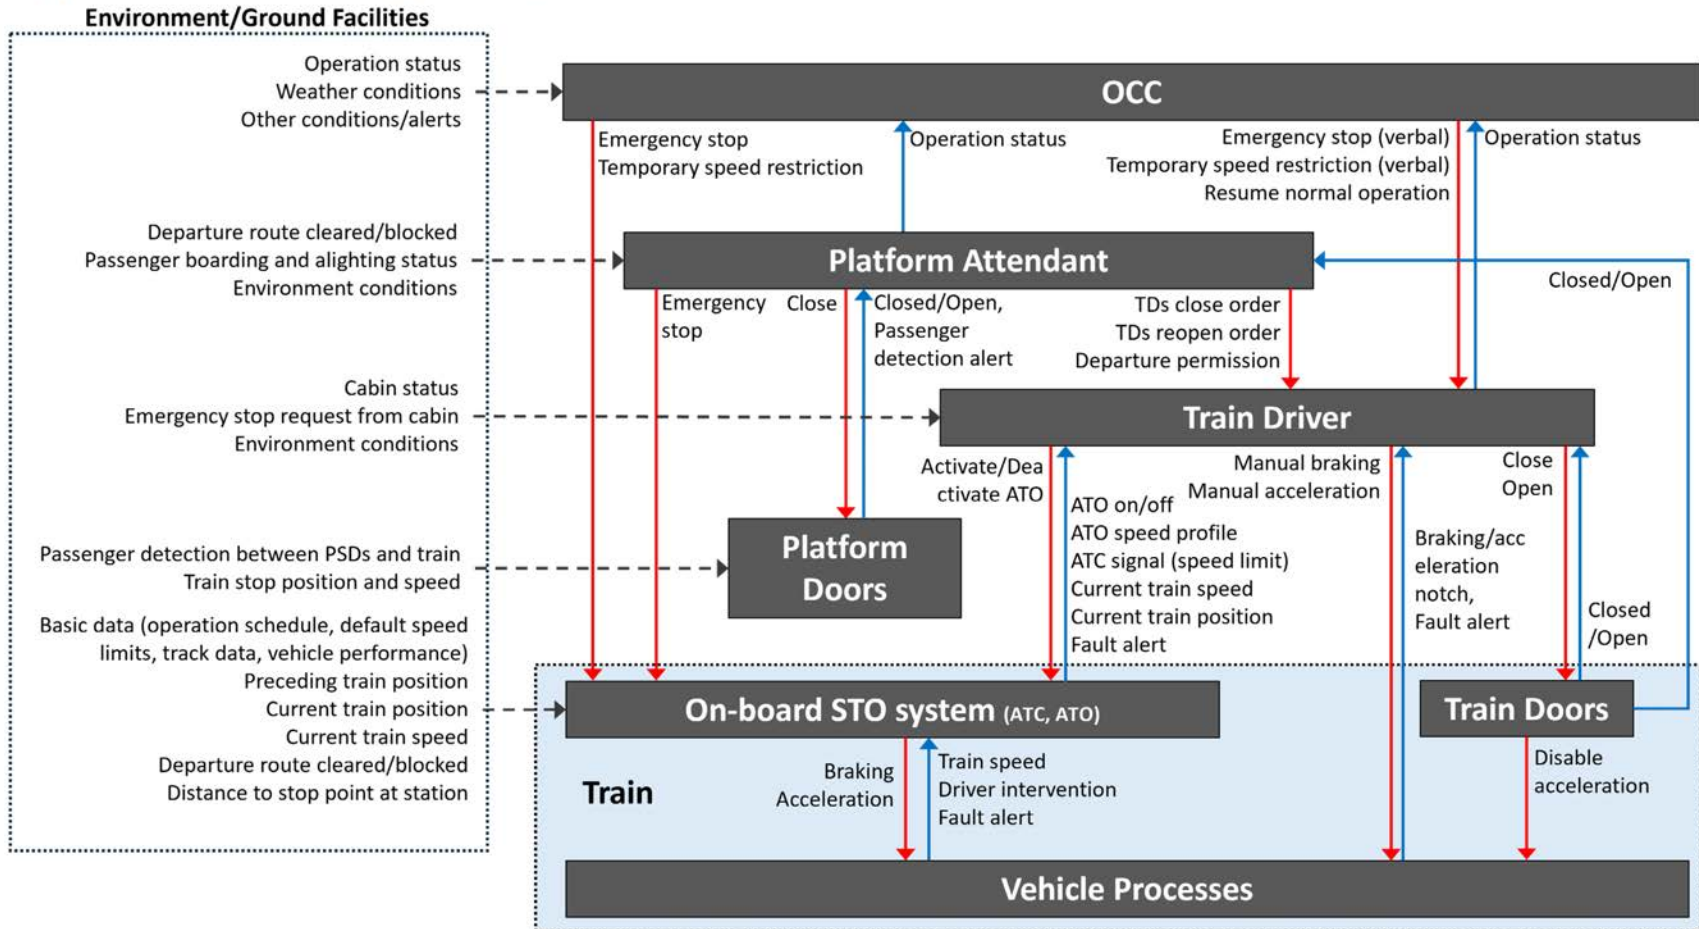 Environment/Ground Facilities
Operation status
Weather conditions
Other conditions/alerts
OCC
Emergency stop
Temporary speed restriction
Operation status
Emergency stop (verbal)
Temporary speed restriction (verbal)
Resume normal operation
Operation status
Departure route cleared/blocked
Passenger boarding and alighting status
Environment conditions
Platform Attendant
Closed/Open
Emergency
stop
Close
Closed/Open,
Passenger
detection alert
TDs close order
TDs reopen order
Departure permission
Cabin status
Emergency stop request from cabin
Environment conditions
Train Driver
Activate/Dea
ctivate ATO
ATO on/off
ATO speed profile
ATC signal (speed limit)
Current train speed
Current train position
Fault alert
Manual braking
Manual acceleration
Braking/acc
eleration
notch,
Fault alert
Close
Open
Closed
/Open
Passenger detection between PSDs and train
Train stop position and speed
Platform
Doors
Basic data (operation schedule, default speed
limits, track data, vehicle performance)
Preceding train position
Current train position
Current train speed
Departure route cleared/blocked
Distance to stop point at station
On-board STO system (ATC, ATO)
Train Doors
Train
Braking
Acceleration
Train speed
Driver intervention
Fault alert
Disable
acceleration
Vehicle Processes